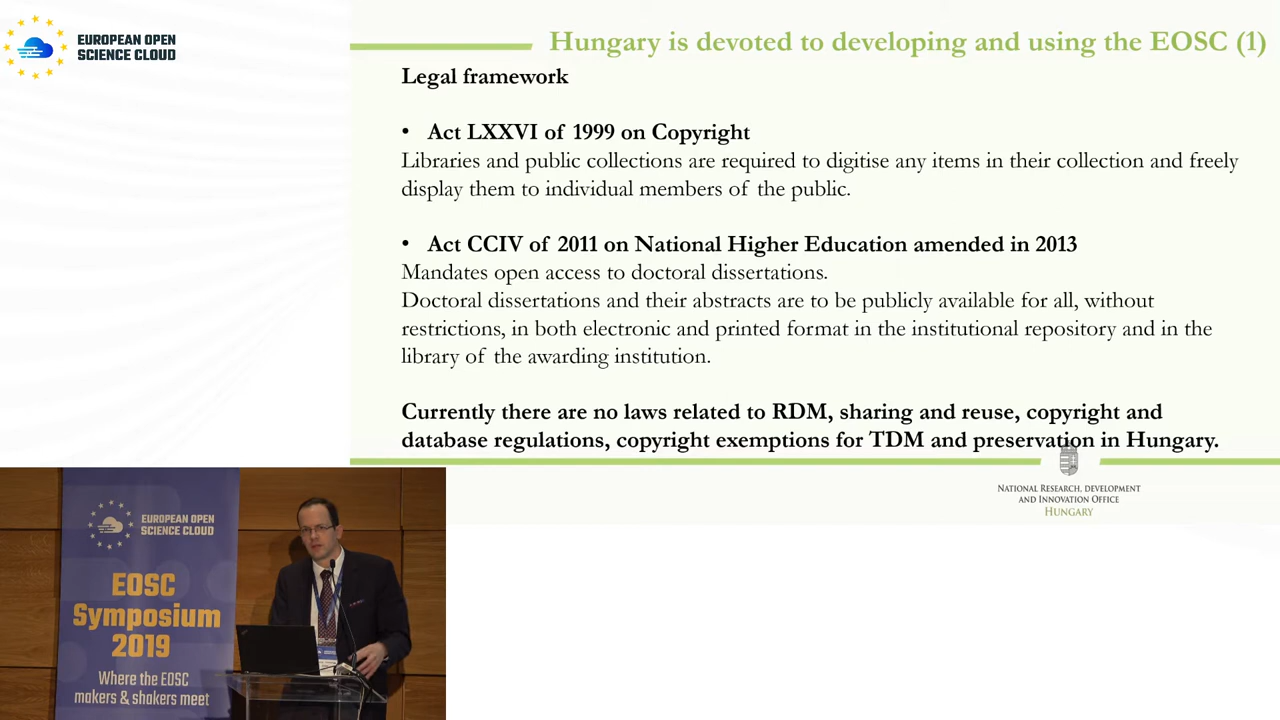 EUROPEAN OPEN
SCIENCE CLOUD
Hungary is devoted to developing and using the EOSC (1)
Legal framework
• Act LXXVI of 1999 on Copyright
Libraries and public collections are required to digitise any items in their collection and freely
display them to individual members of the public.
• Act CCIV of 2011 on National Higher Education amended in 2013
Mandates open access to doctoral dissertations.
Doctoral dissertations and their abstracts are to be publicly available for all, without
restrictions, in both electronic and printed format in the institutional repository and in the
library of the awarding institution.
Currently there are no laws related to RDM, sharing and reuse, copyright and
database regulations, copyright exemptions for TDM and preservation in Hungary.
NATIONAL RESEARCH, DEVELOPMENT
AND INNOVATION OFFICE
HUNGARY
EUROPEAN OPEN
SCIENCE CLOUD
EOSC
Symposium
2019
Where the EOSC
makers & shakers meet